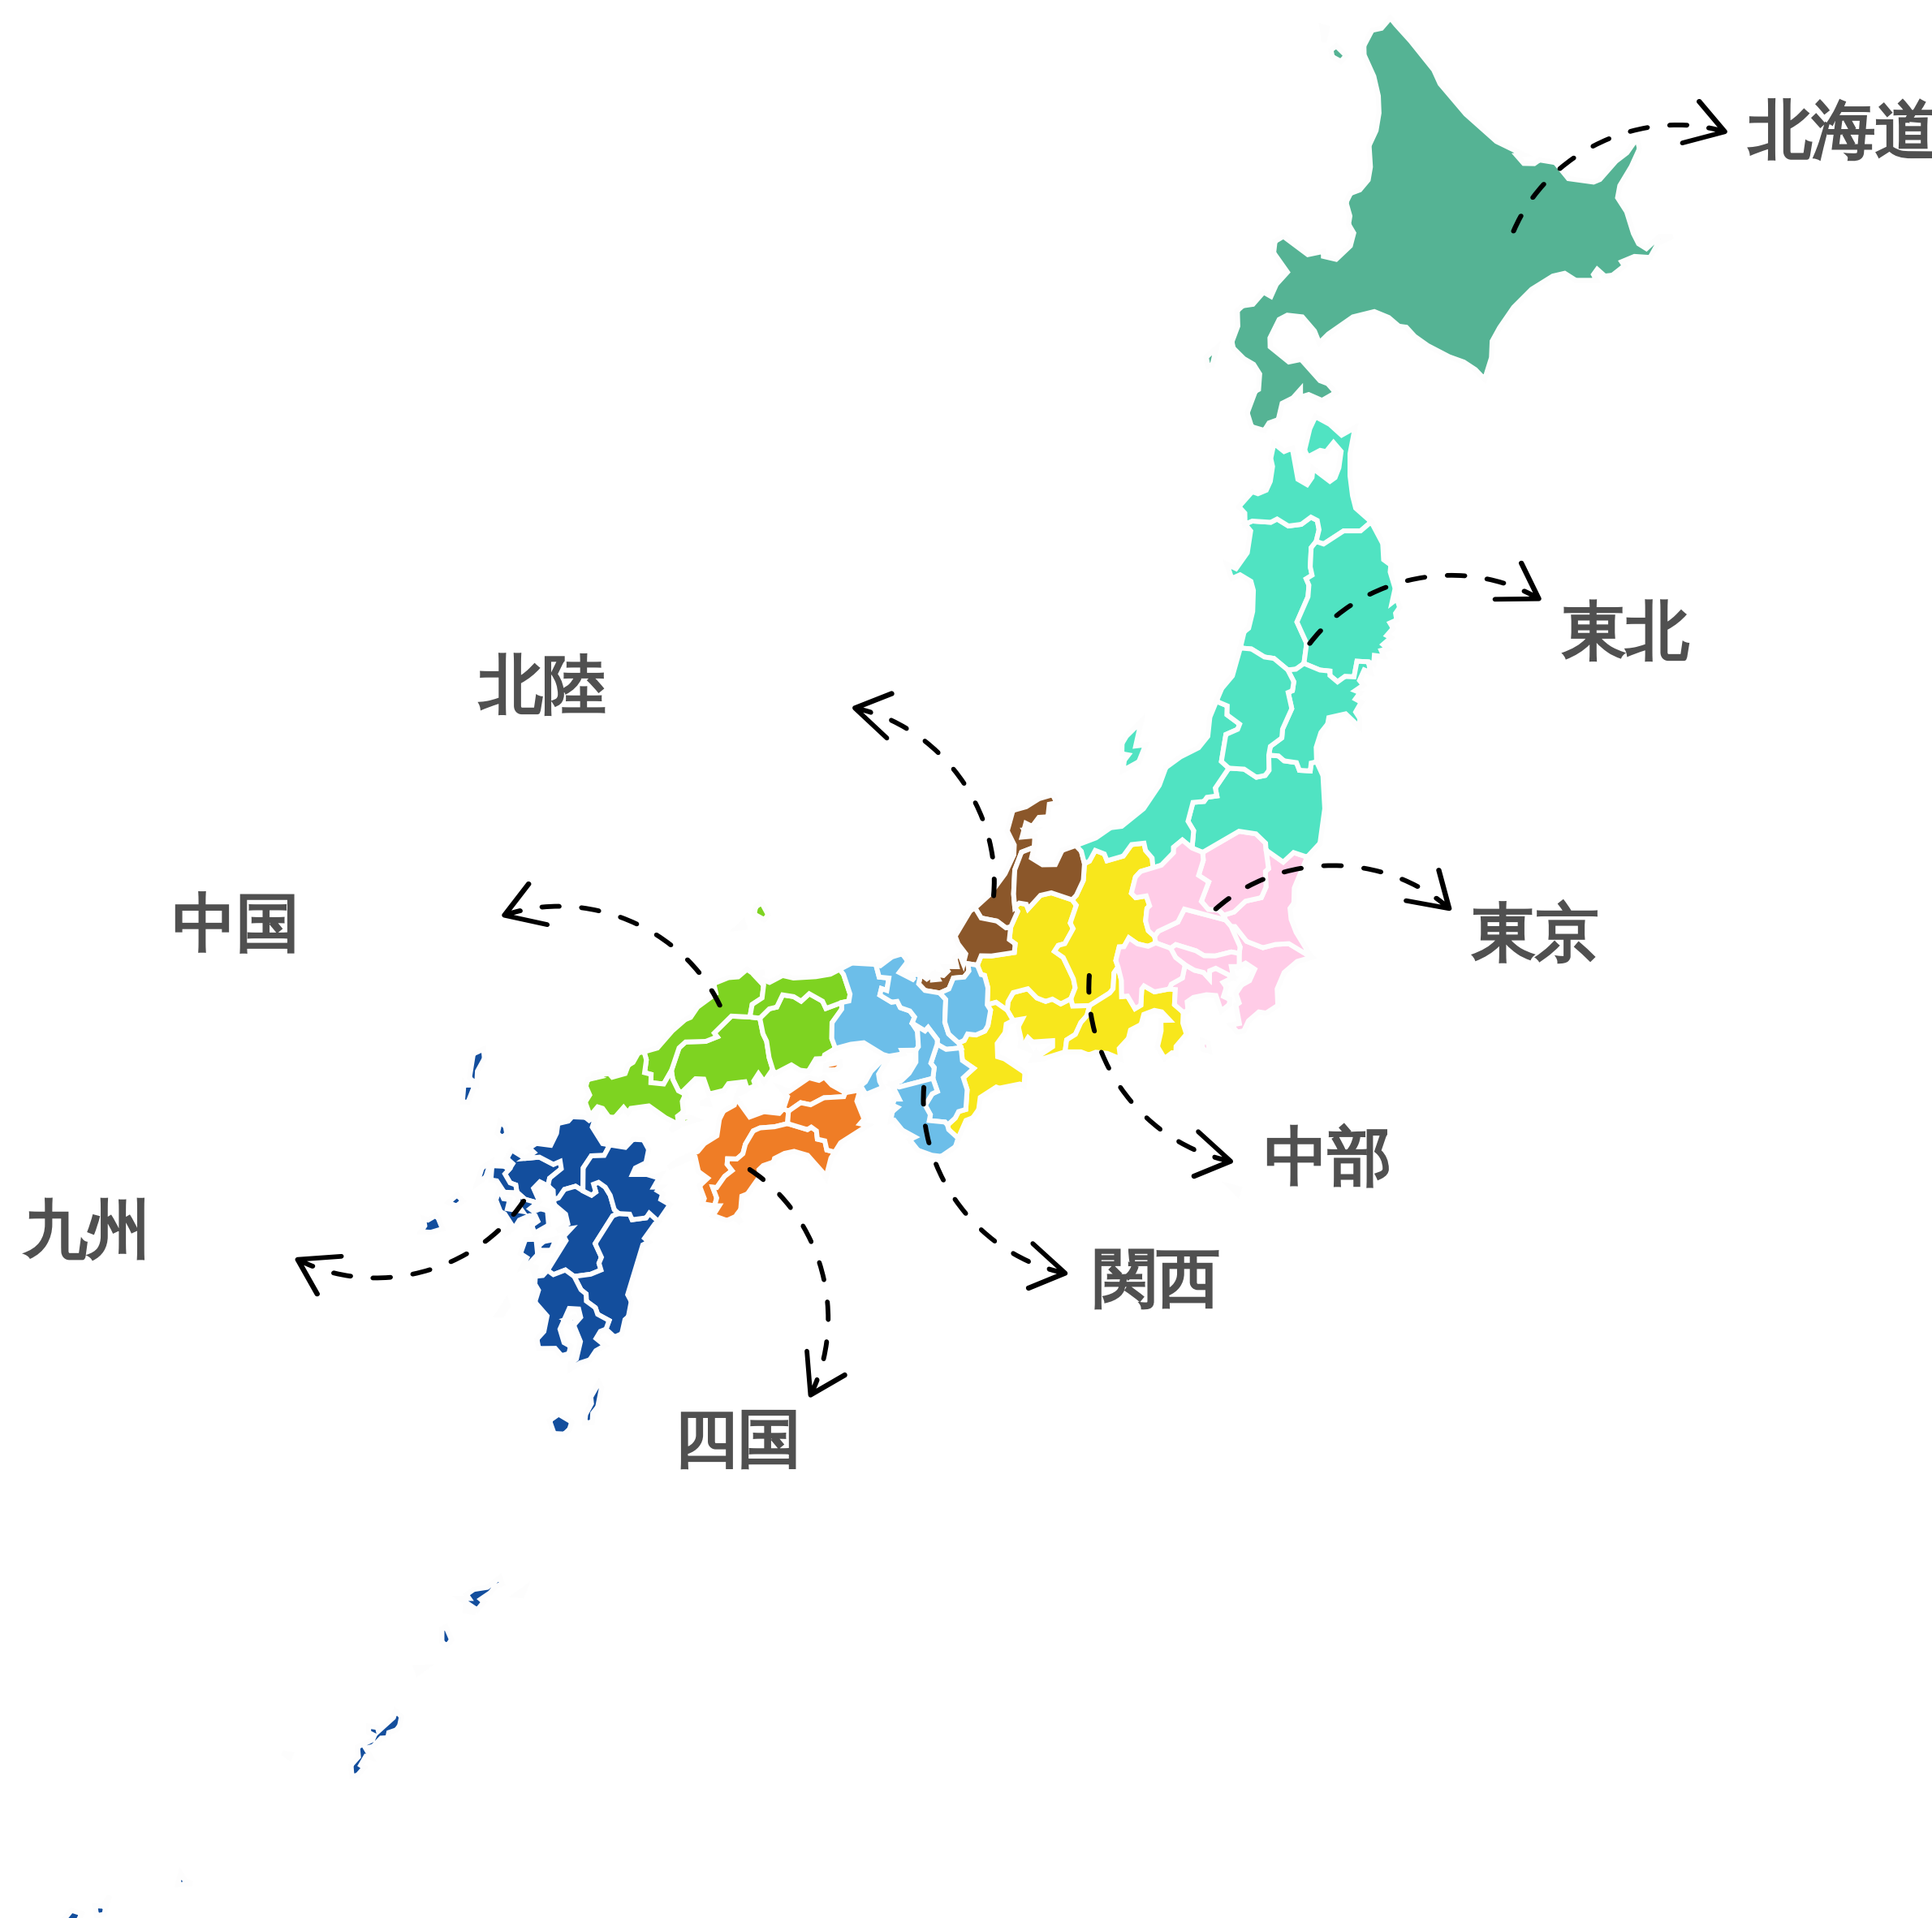 北海道
東北
北陸
中国
東京
中部
九州
関西
四国